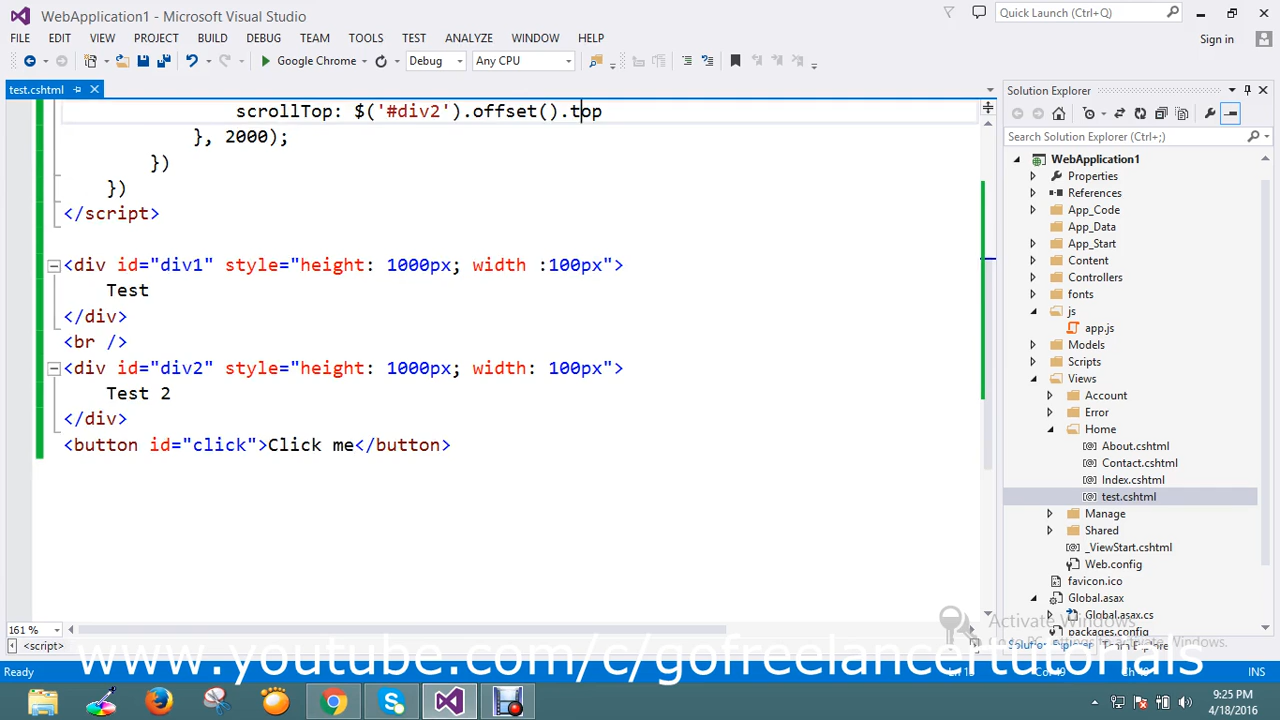 WebApplication1 - Microsoft Visual Studio
Quick Launch (Ctrl+Q)
FILE EDIT VIEW PROJECT BUILD DEBUG TEAM TOOLS TEST ANALYZE WINDOW HELP
Sign in
Google Chrome
Debug
Any CPU
test.cshtml
scrollTop: $('#div2').offset().top
}, 2000);
})
})
</script>
<div id="div1" style="height: 1000px; width :100px">
Test
</div>
<br />
<div id="div2" style="height: 1000px; width: 100px">
Test 2
</div>
<button id="click">Click me</button>
161 %
<script>
Solution Explorer
Search Solution Explorer (Ctrl+;)
WebApplication1
Properties
References
App_Code
App_Data
App_Start
Content
Controllers
fonts
js
app.js
Models
Scripts
Views
Account
Error
Home
About.cshtml
Contact.cshtml
Index.cshtml
test.cshtml
Manage
Shared
_ViewStart.cshtml
Web.config
favicon.ico
Global.asax
Global.asax.cs
packages.config
Activate Windows
Solution Explorer
www.youtube.com/c/gofreelancertutorials
Ready
INS
9:25 PM
4/18/2016